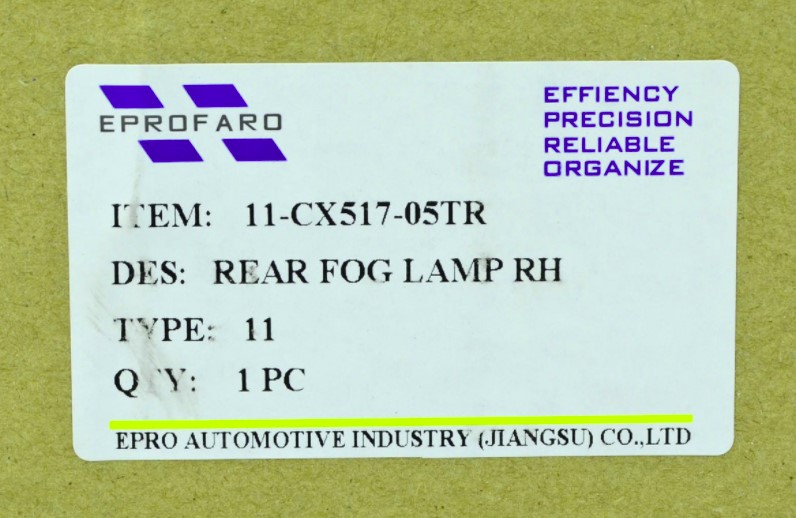 EPROFARO
EFFIENCY
PRECISION
RELIABLE
ORGANIZE
ITEM: 11-CX517-05TR
DES: REAR FOG LAMP RH
TYPE: 11
QTY: 1 PC
EPRO AUTOMOTIVE INDUSTRY (JIANGSU) CO.,LTD